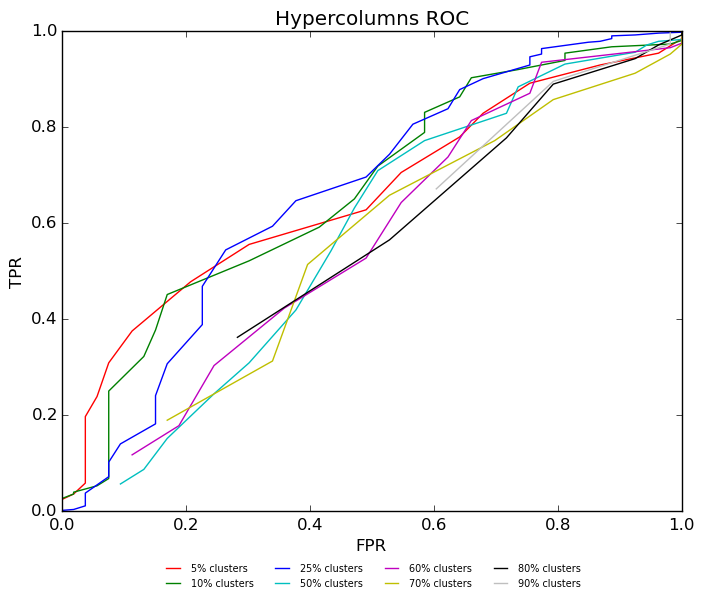 Hypercolumns ROC
1.0
0.8
0.6
0.4
0.2
0.0
TPR
0.0 0.2 0.4 0.6 0.8 1.0
FPR
5% clusters 25% clusters 60% clusters 80% clusters
10% clusters 50% clusters 70% clusters 90% clusters